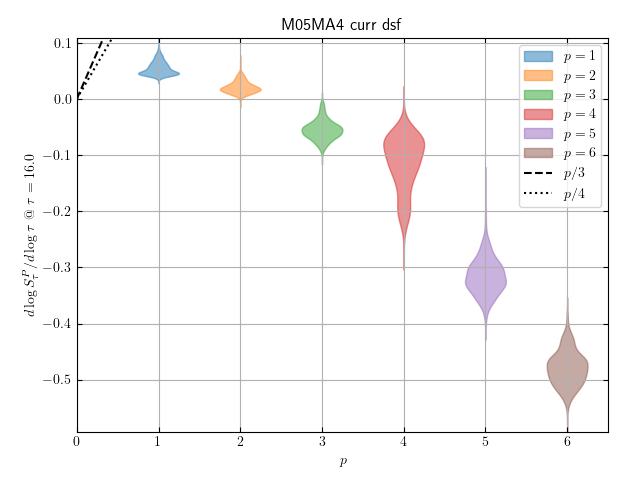 M05MA4 curr dsf
d log S_τ^P / d log τ @ τ = 16.0
0.1
0.0
−0.1
−0.2
−0.3
−0.4
−0.5
0 1 2 3 4 5 6
p
p = 1
p = 2
p = 3
p = 4
p = 5
p = 6
p/3
p/4